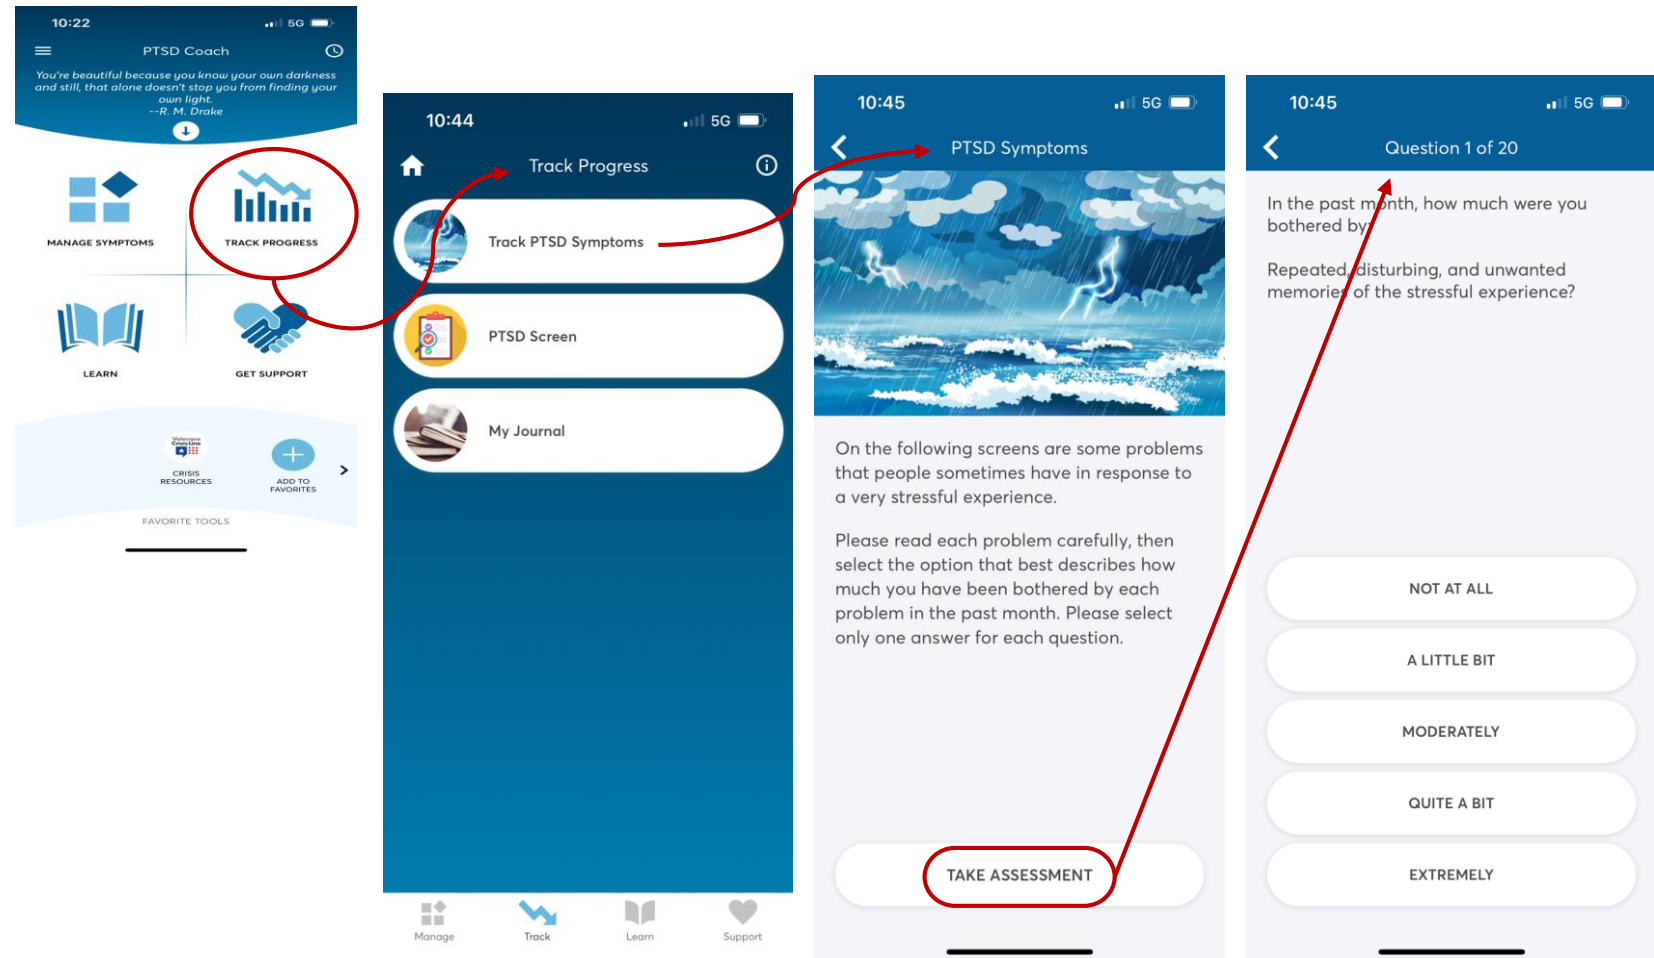 10:22
5G
PTSD Coach
You're beautiful because you know your own darkness
and still, that alone doesn't stop you from finding your
own light.
--R. M. Drake
MANAGE SYMPTOMS
TRACK PROGRESS
LEARN
GET SUPPORT
Veterans
Crisis Line
CRISIS
RESOURCES
ADD TO
FAVORITES
FAVORITE TOOLS
10:44
5G
Track Progress
Track PTSD Symptoms
PTSD Screen
My Journal
Manage
Track
Learn
Support
10:45
5G
PTSD Symptoms
On the following screens are some problems
that people sometimes have in response to
a very stressful experience.
Please read each problem carefully, then
select the option that best describes how
much you have been bothered by each
problem in the past month. Please select
only one answer for each question.
TAKE ASSESSMENT
10:45
5G
Question 1 of 20
In the past month, how much were you
bothered by:
Repeated, disturbing, and unwanted
memories of the stressful experience?
NOT AT ALL
A LITTLE BIT
MODERATELY
QUITE A BIT
EXTREMELY